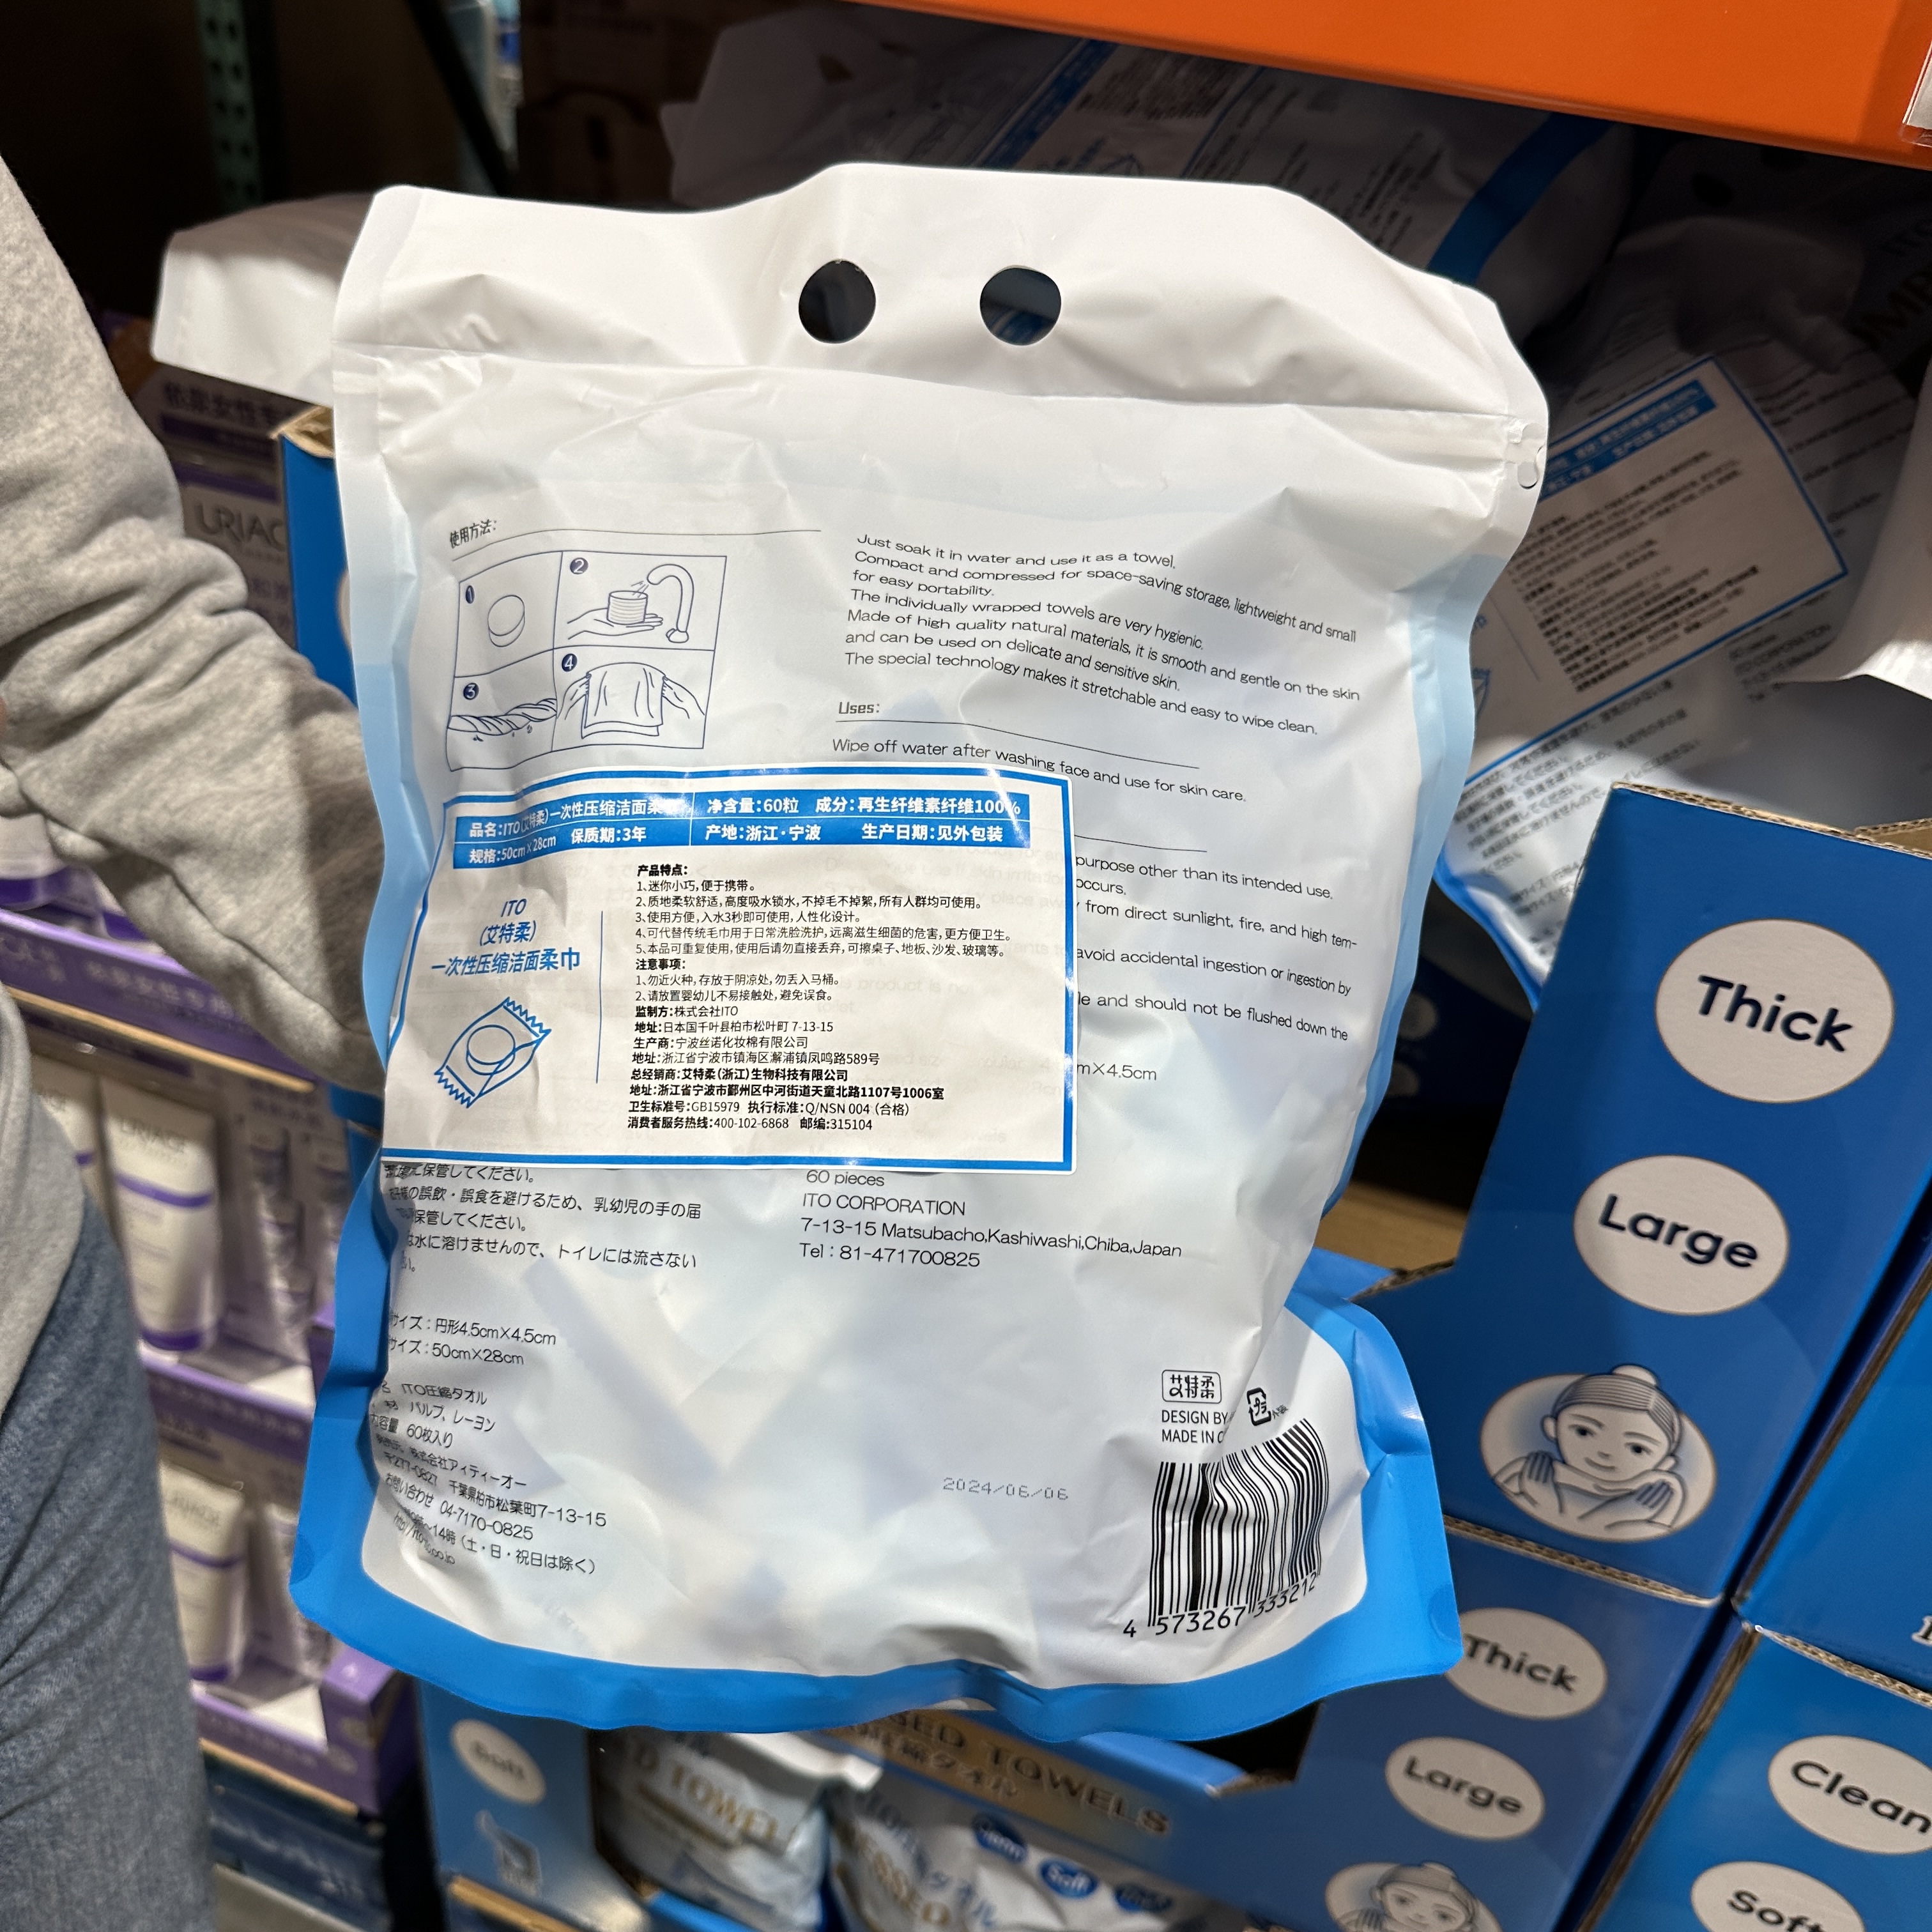 使用方法:
1
2
3
4
Just soak it in water and use it as a towel.
Compact and compressed for space-saving storage, lightweight and small
for easy portability.
The individually wrapped towels are very hygienic.
Made of high quality natural materials, it is smooth and gentle on the skin
and can be used on delicate and sensitive skin.
The special technology makes it stretchable and easy to wipe clean.
Uses:
Wipe off water after washing face and use for skin care.
purpose other than its intended use.
occurs.
from direct sunlight, fire, and high tem-
avoid accidental ingestion or ingestion by
and should not be flushed down the
m×4.5cm
品名:ITO(艾特柔)一次性压缩洁面柔
净含量:60粒 成分:再生纤维素纤维100%
规格:50cm×28cm 保质期:3年
产地:浙江·宁波 生产日期:见外包装
ITO
(艾特柔)
一次性压缩洁面柔巾
产品特点:
1、迷你小巧,便于携带。
2、质地柔软舒适,高度吸水锁水,不掉毛不掉絮,所有人群均可使用。
3、使用方便,入水3秒即可使用,人性化设计。
4、可代替传统毛巾用于日常洗脸洗护,远离滋生细菌的危害,更方便卫生。
5、本品可重复使用,使用后请勿直接丢弃,可擦桌子、地板、沙发、玻璃等。
注意事项:
1、勿近火种,存放于阴凉处,勿丢入马桶。
2、请放置婴幼儿不易接触处,避免误食。
监制方:株式会社ITO
地址:日本国千叶县柏市松叶町 7-13-15
生产商:宁波丝诺化妆棉有限公司
地址:浙江省宁波市镇海区澥浦镇凤鸣路589号
总经销商:艾特柔(浙江)生物科技有限公司
地址:浙江省宁波市鄞州区中河街道天童北路1107号1006室
卫生标准号:GB15979 执行标准:Q/NSN 004 (合格)
消费者服务热线:400-102-6868 邮编:315104
保管してください。
の誤飲・誤食を避けるため、乳幼児の手の届
保管してください。
は水に溶けませんので、トイレには流さない
い。
サイズ:円形4.5cm×4.5cm
サイズ:50cm×28cm
ITO圧縮タオル
パルプ、レーヨン
容量 60枚入り
株式会社アイティーオー
〒277-0827 千葉県柏市松葉町7-13-15
お問い合わせ 04-7170-0825
~14時(土・日・祝日は除く)
60 pieces
ITO CORPORATION
7-13-15 Matsubacho,Kashiwashi,Chiba,Japan
Tel : 81-471700825
艾特柔
DESIGN BY
MADE IN C
2024/06/06
4 573267 333212
Thick
Large
Thick
Large
Clean
Soft
Soft
TOWELS
Soft
URIAG